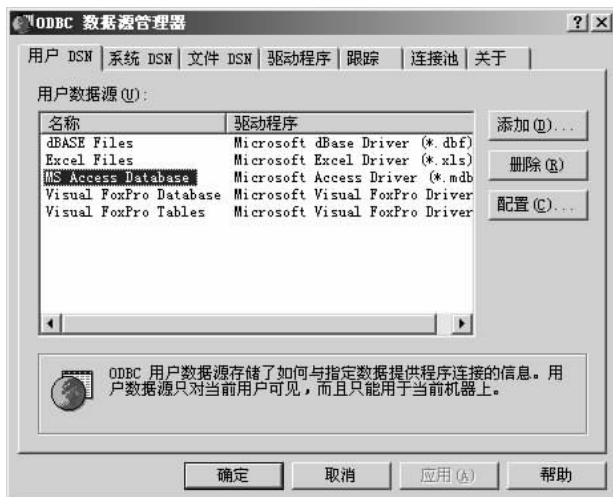 ODBC 数据源管理器
用户 DSN 系统 DSN 文件 DSN 驱动程序 跟踪 连接池 关于
用户数据源(U):
名称 驱动程序
dBASE Files Microsoft dBase Driver (*.dbf)
Excel Files Microsoft Excel Driver (*.xls)
MS Access Database Microsoft Access Driver (*.mdb
Visual FoxPro Database Microsoft Visual FoxPro Driver
Visual FoxPro Tables Microsoft Visual FoxPro Driver
添加(D)...
删除(R)
配置(C)...
ODBC 用户数据源存储了如何与指定数据提供程序连接的信息。用
户数据源只对当前用户可见，而且只能用于当前机器上。
确定 取消 应用(A) 帮助